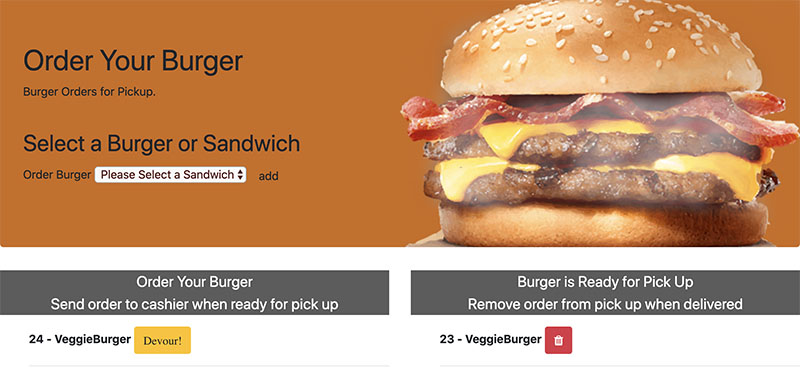 Order Your Burger
Burger Orders for Pickup.
Select a Burger or Sandwich
Order Burger Please Select a Sandwich add
Order Your Burger
Send order to cashier when ready for pick up
24 - VeggieBurger Devour!
Burger is Ready for Pick Up
Remove order from pick up when delivered
23 - VeggieBurger